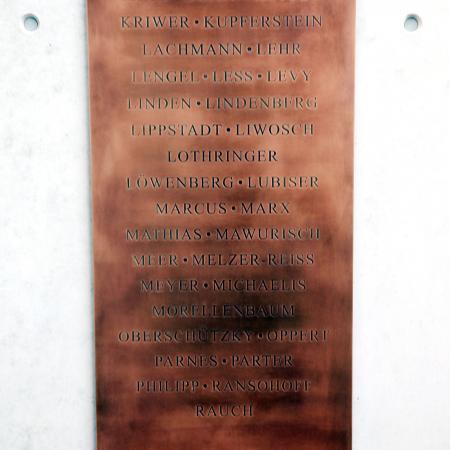 KRIWER • KUPFERSTEIN
LACHMANN • LEHR
LENGEL • LESS • LEVY
LINDEN • LINDENBERG
LIPPSTADT • LIWOSCH
LOTHRINGER
LÖWENBERG • LUBISER
MARCUS • MARX
MATHIAS • MAWURISCH
MEER • MELZER-REISS
MEYER • MICHAELIS
MORELLENBAUM
OBERSCHÜTZKY • OPPERT
PARNES • PARTER
PHILIPP • RANSOHOFF
RAUCH